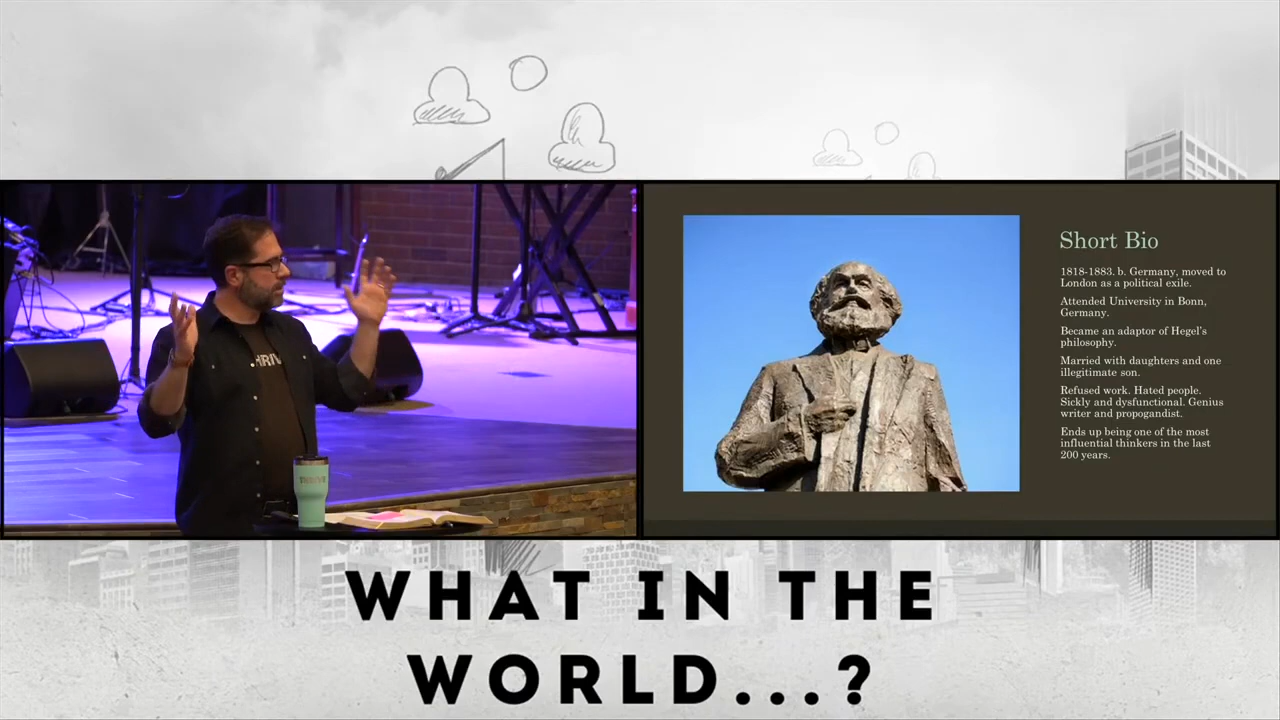 HRIV
THRIVE
Short Bio
1818-1883. b. Germany, moved to
London as a political exile.
Attended University in Bonn,
Germany.
Became an adaptor of Hegel's
philosophy.
Married with daughters and one
illegitimate son.
Refused work. Hated people.
Sickly and dysfunctional. Genius
writer and propogandist.
Ends up being one of the most
influential thinkers in the last
200 years.
WHAT IN THE
WORLD...?